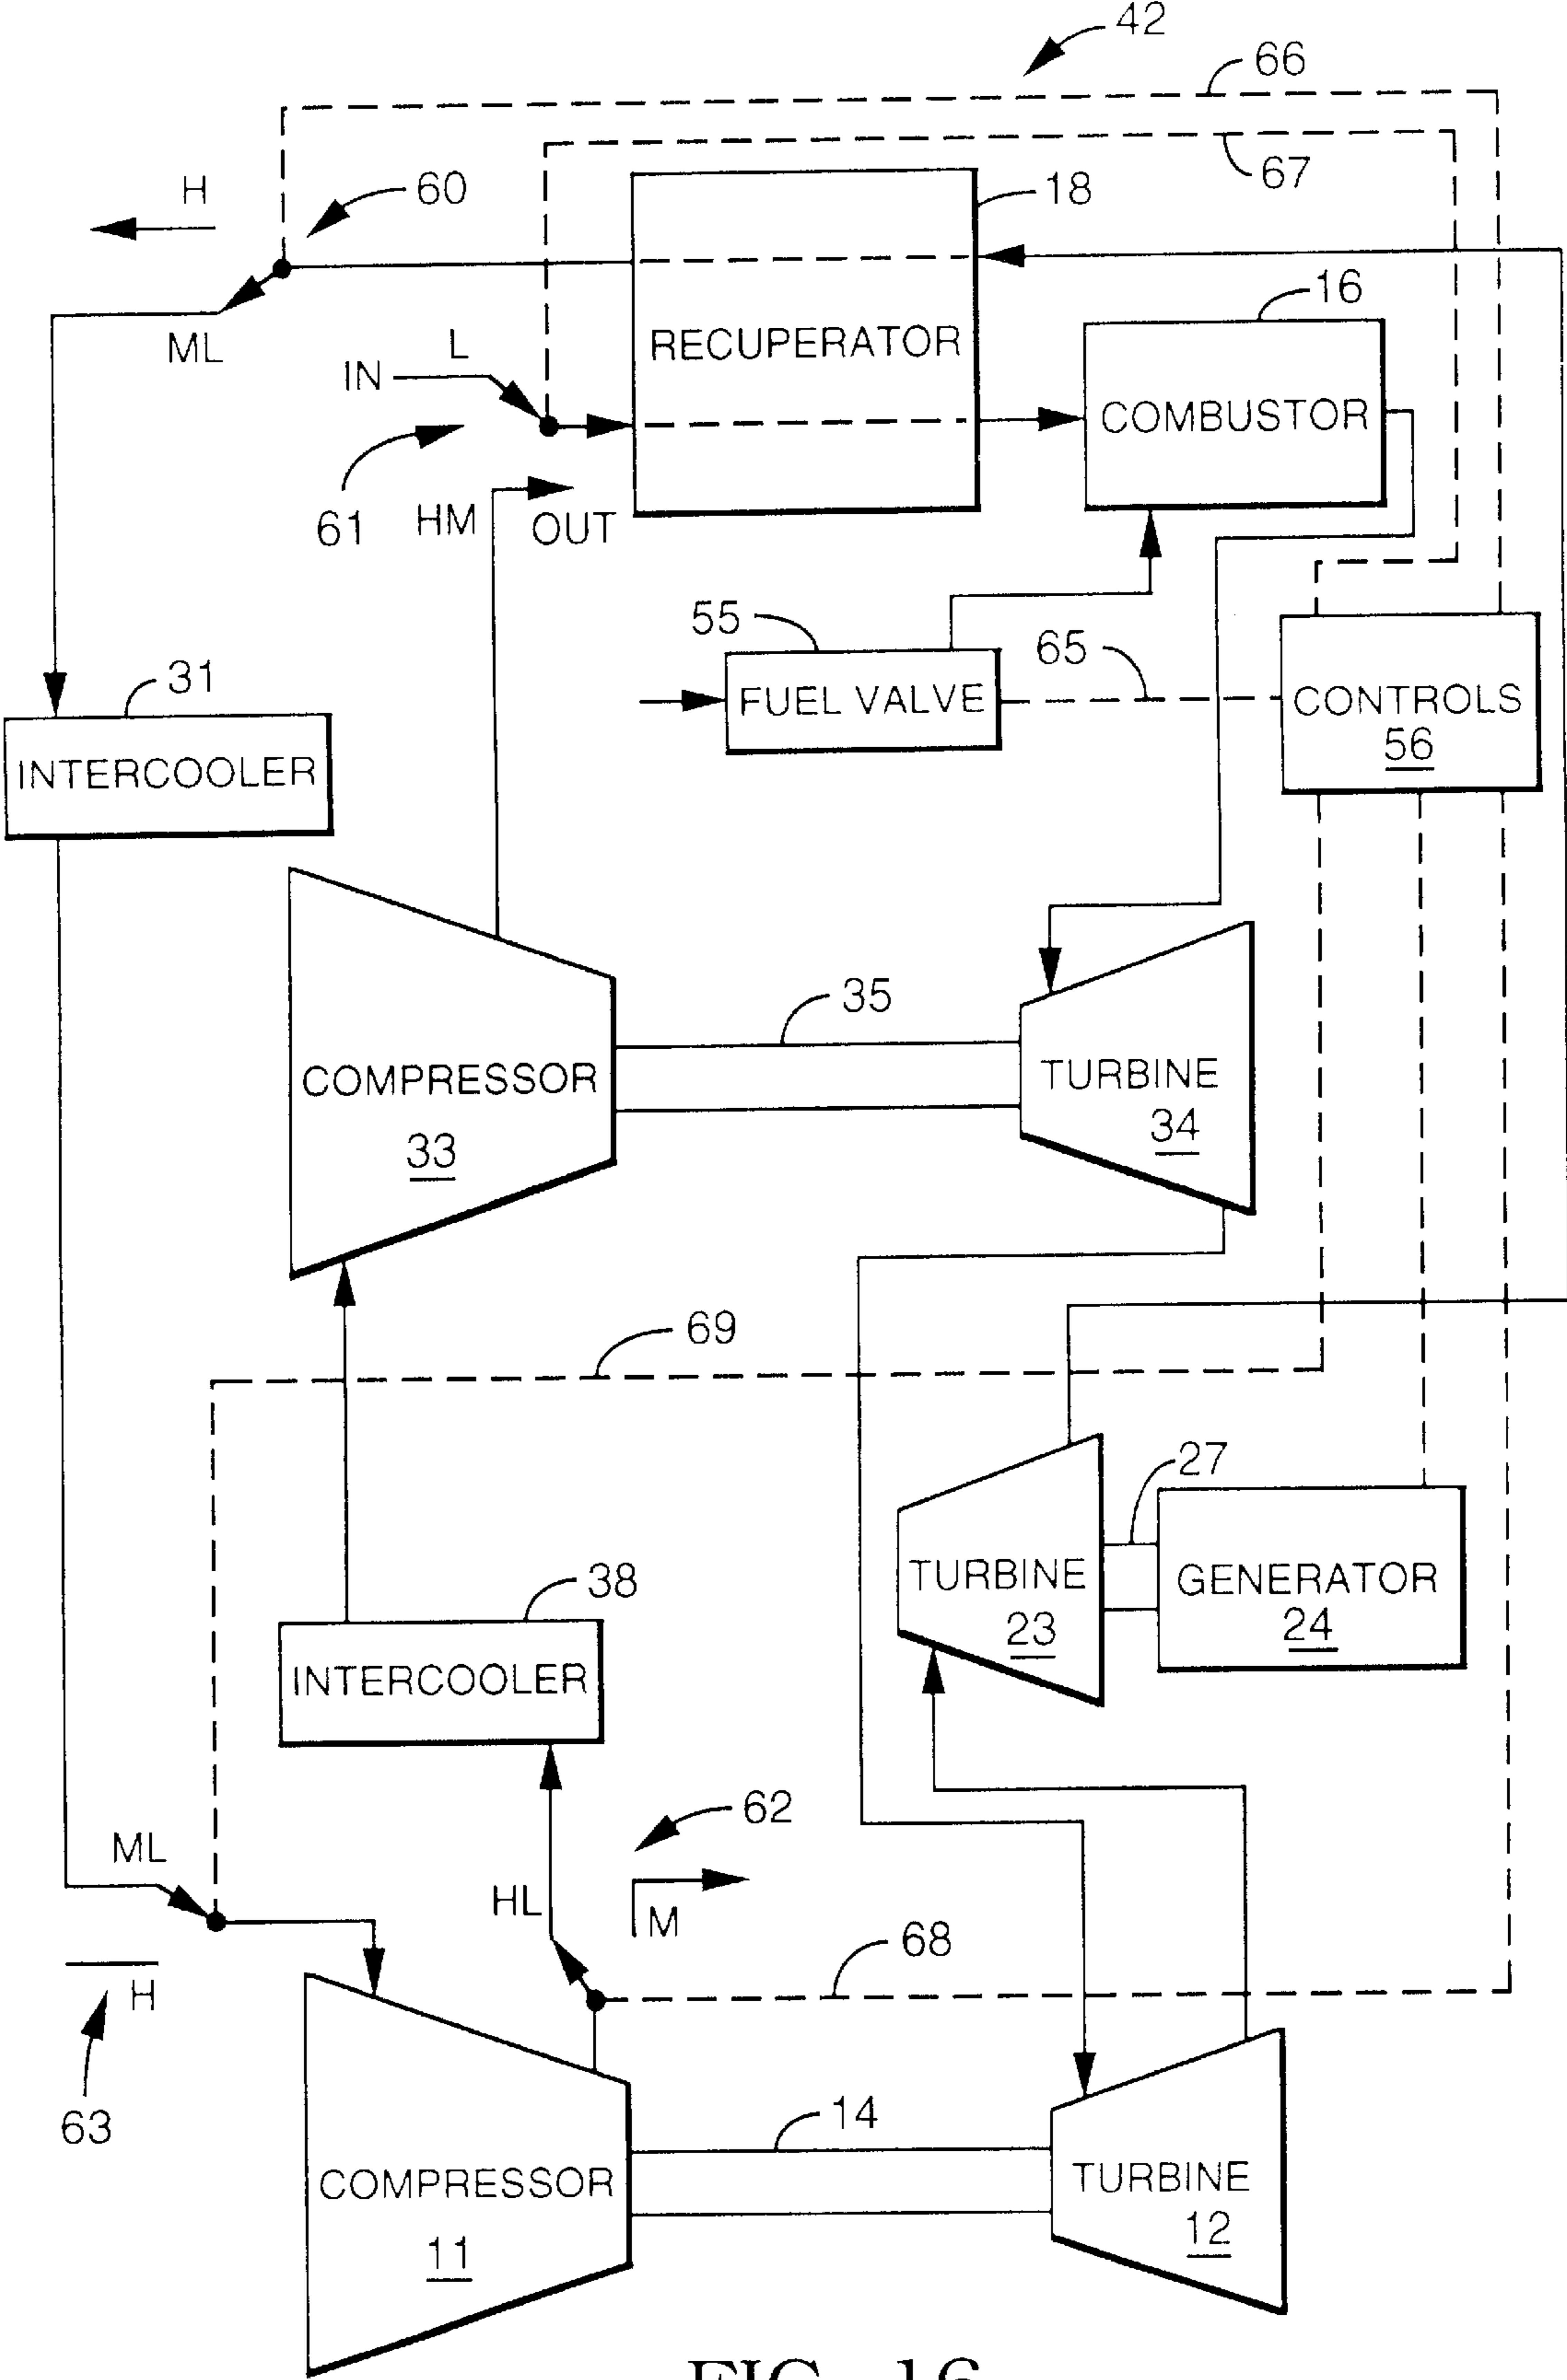 42
66
67
H
60
18
ML
IN
L
RECUPERATOR
16
COMBUSTOR
61
HM
OUT
55
65
FUEL VALVE
CONTROLS
56
31
INTERCOOLER
35
COMPRESSOR
33
TURBINE
34
69
27
TURBINE
23
GENERATOR
24
38
INTERCOOLER
62
ML
HL
M
68
H
63
14
COMPRESSOR
11
TURBINE
12
FIG. 16